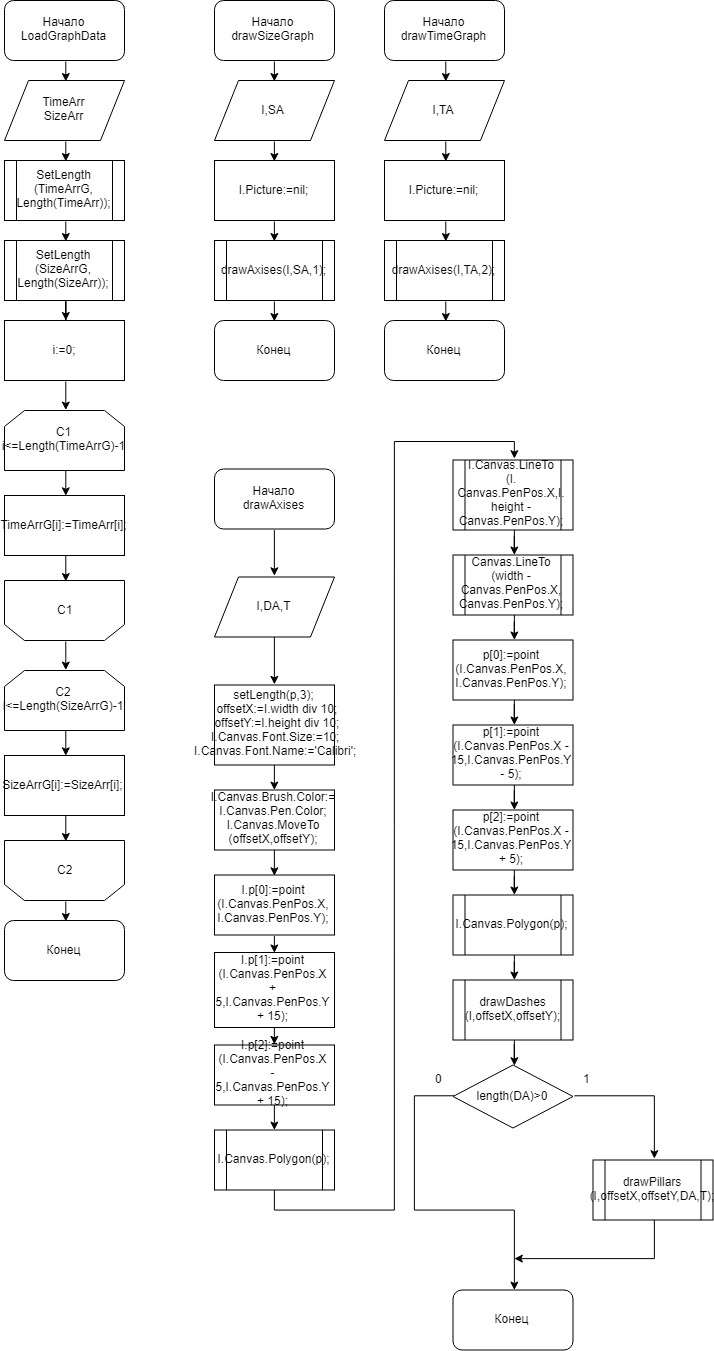 Начало
LoadGraphData
TimeArr
SizeArr
SetLength
(TimeArrG,
Length(TimeArr));
SetLength
(SizeArrG,
Length(SizeArr));
i:=0;
C1
i<=Length(TimeArrG)-1
TimeArrG[i]:=TimeArr[i];
C1
C2
i<=Length(SizeArrG)-1
SizeArrG[i]:=SizeArr[i];
C2
Конец
Начало
drawSizeGraph
I,SA
I.Picture:=nil;
drawAxises(I,SA,1);
Конец
Начало
drawTimeGraph
I,TA
I.Picture:=nil;
drawAxises(I,TA,2);
Конец
Начало
drawAxises
I,DA,T
setLength(p,3);
offsetX:=I.width div 10;
offsetY:=I.height div 10;
I.Canvas.Font.Size:=10;
I.Canvas.Font.Name:='Calibri';
I.Canvas.Brush.Color:=
I.Canvas.Pen.Color;
I.Canvas.MoveTo
(offsetX,offsetY);
I.p[0]:=point
(I.Canvas.PenPos.X,
I.Canvas.PenPos.Y);
I.p[1]:=point
(I.Canvas.PenPos.X
+
5,I.Canvas.PenPos.Y
+ 15);
I.p[2]:=point
(I.Canvas.PenPos.X
-
5,I.Canvas.PenPos.Y
+ 15);
I.Canvas.Polygon(p);
I.Canvas.LineTo
(I.
Canvas.PenPos.X,I.
height -
Canvas.PenPos.Y);
Canvas.LineTo
(width -
Canvas.PenPos.X,
Canvas.PenPos.Y);
p[0]:=point
(I.Canvas.PenPos.X,
I.Canvas.PenPos.Y);
p[1]:=point
(I.Canvas.PenPos.X -
15,I.Canvas.PenPos.Y
- 5);
p[2]:=point
(I.Canvas.PenPos.X -
15,I.Canvas.PenPos.Y
+ 5);
I.Canvas.Polygon(p);
drawDashes
(I,offsetX,offsetY);
0
1
length(DA)>0
drawPillars
(I,offsetX,offsetY,DA,T);
Конец